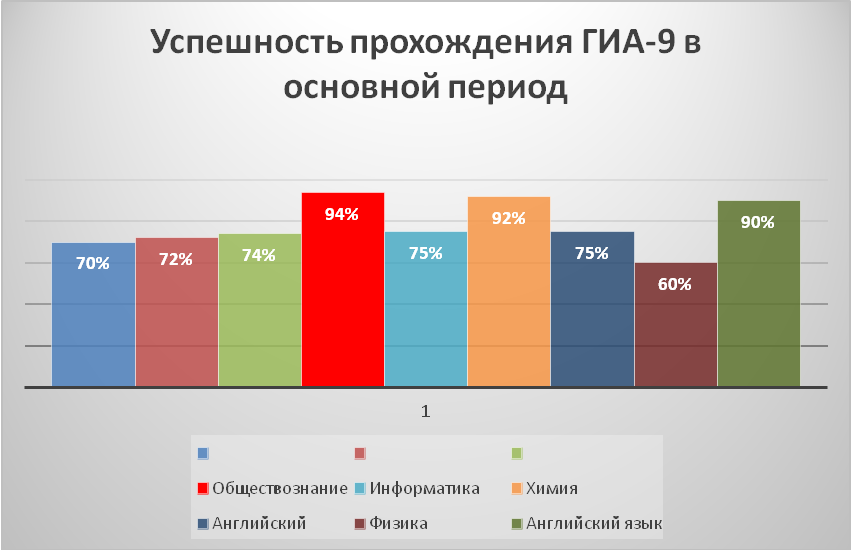 Успешность прохождения ГИА-9 в
основной период
70% 72% 74% 94% 75% 92% 75% 60% 90%
1
Обществознание Информатика Химия
Английский Физика Английский язык